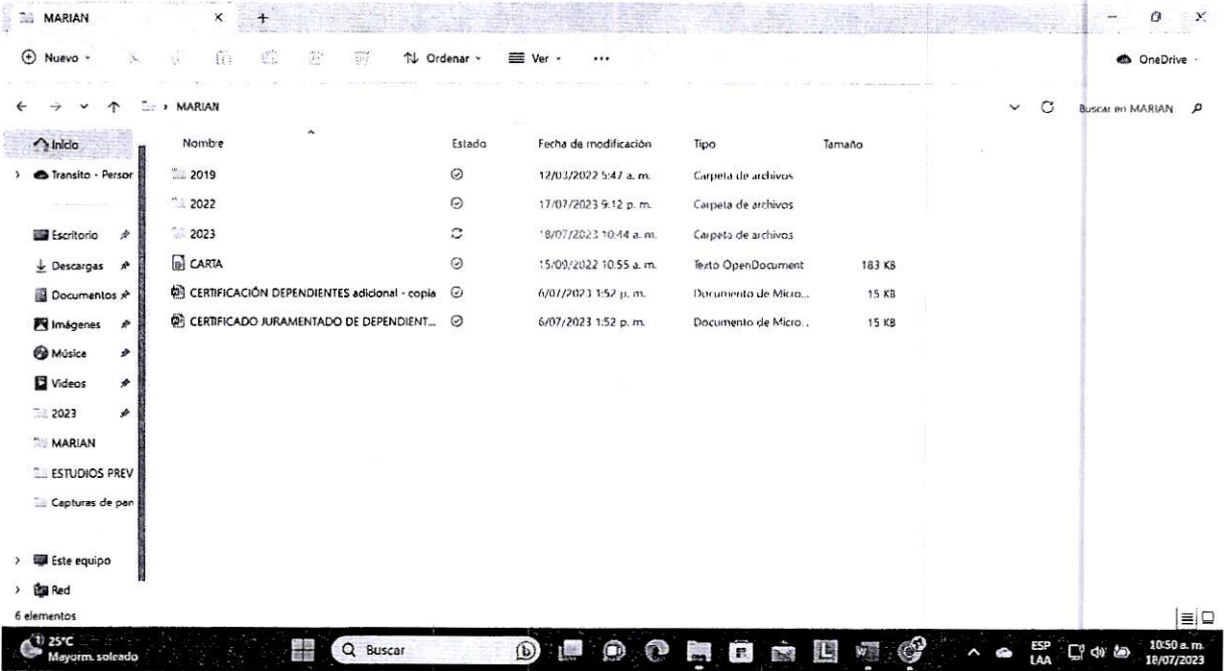 MARIAN
Nuevo
Ordenar
Ver
OneDrive
MARIAN
Buscar en MARIAN
Nombre Estado Fecha de modificación Tipo Tamaño
2019 12/03/2022 5:47 a. m. Carpeta de archivos
2022 17/07/2023 9:12 p. m. Carpeta de archivos
2023 18/07/2023 10:44 a. m. Carpeta de archivos
CARTA 15/09/2022 10:55 a. m. Texto OpenDocument 183 KB
CERTIFICACIÓN DEPENDIENTES adicional - copia 6/07/2023 1:52 p. m. Documento de Micro... 15 KB
CERTIFICADO JURAMENTADO DE DEPENDIENT... 6/07/2023 1:52 p. m. Documento de Micro... 15 KB
Inicio
Transito - Person
Escritorio
Descargas
Documentos
Imágenes
Música
Videos
2023
MARIAN
ESTUDIOS PREV
Capturas de pan
Este equipo
Red
6 elementos
25°C
Mayorm. soleado
Buscar
ESP
LAA
10:50 a. m.
18/07/2023